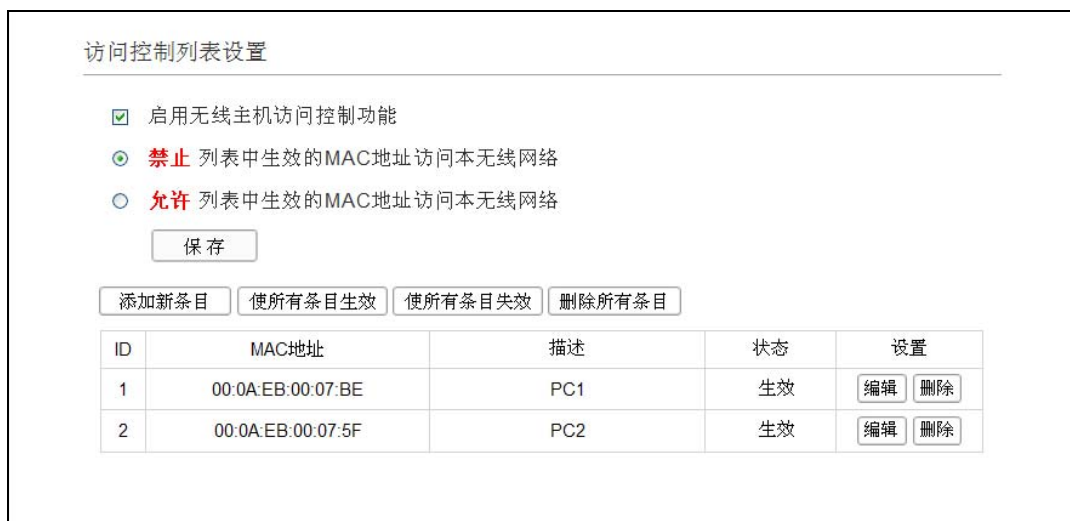 访问控制列表设置
启用无线主机访问控制功能
禁止 列表中生效的MAC地址访问本无线网络
允许 列表中生效的MAC地址访问本无线网络
保存
添加新条目 使所有条目生效 使所有条目失效 删除所有条目
ID MAC地址 描述 状态 设置
1 00:0A:EB:00:07:BE PC1 生效 编辑 删除
2 00:0A:EB:00:07:5F PC2 生效 编辑 删除